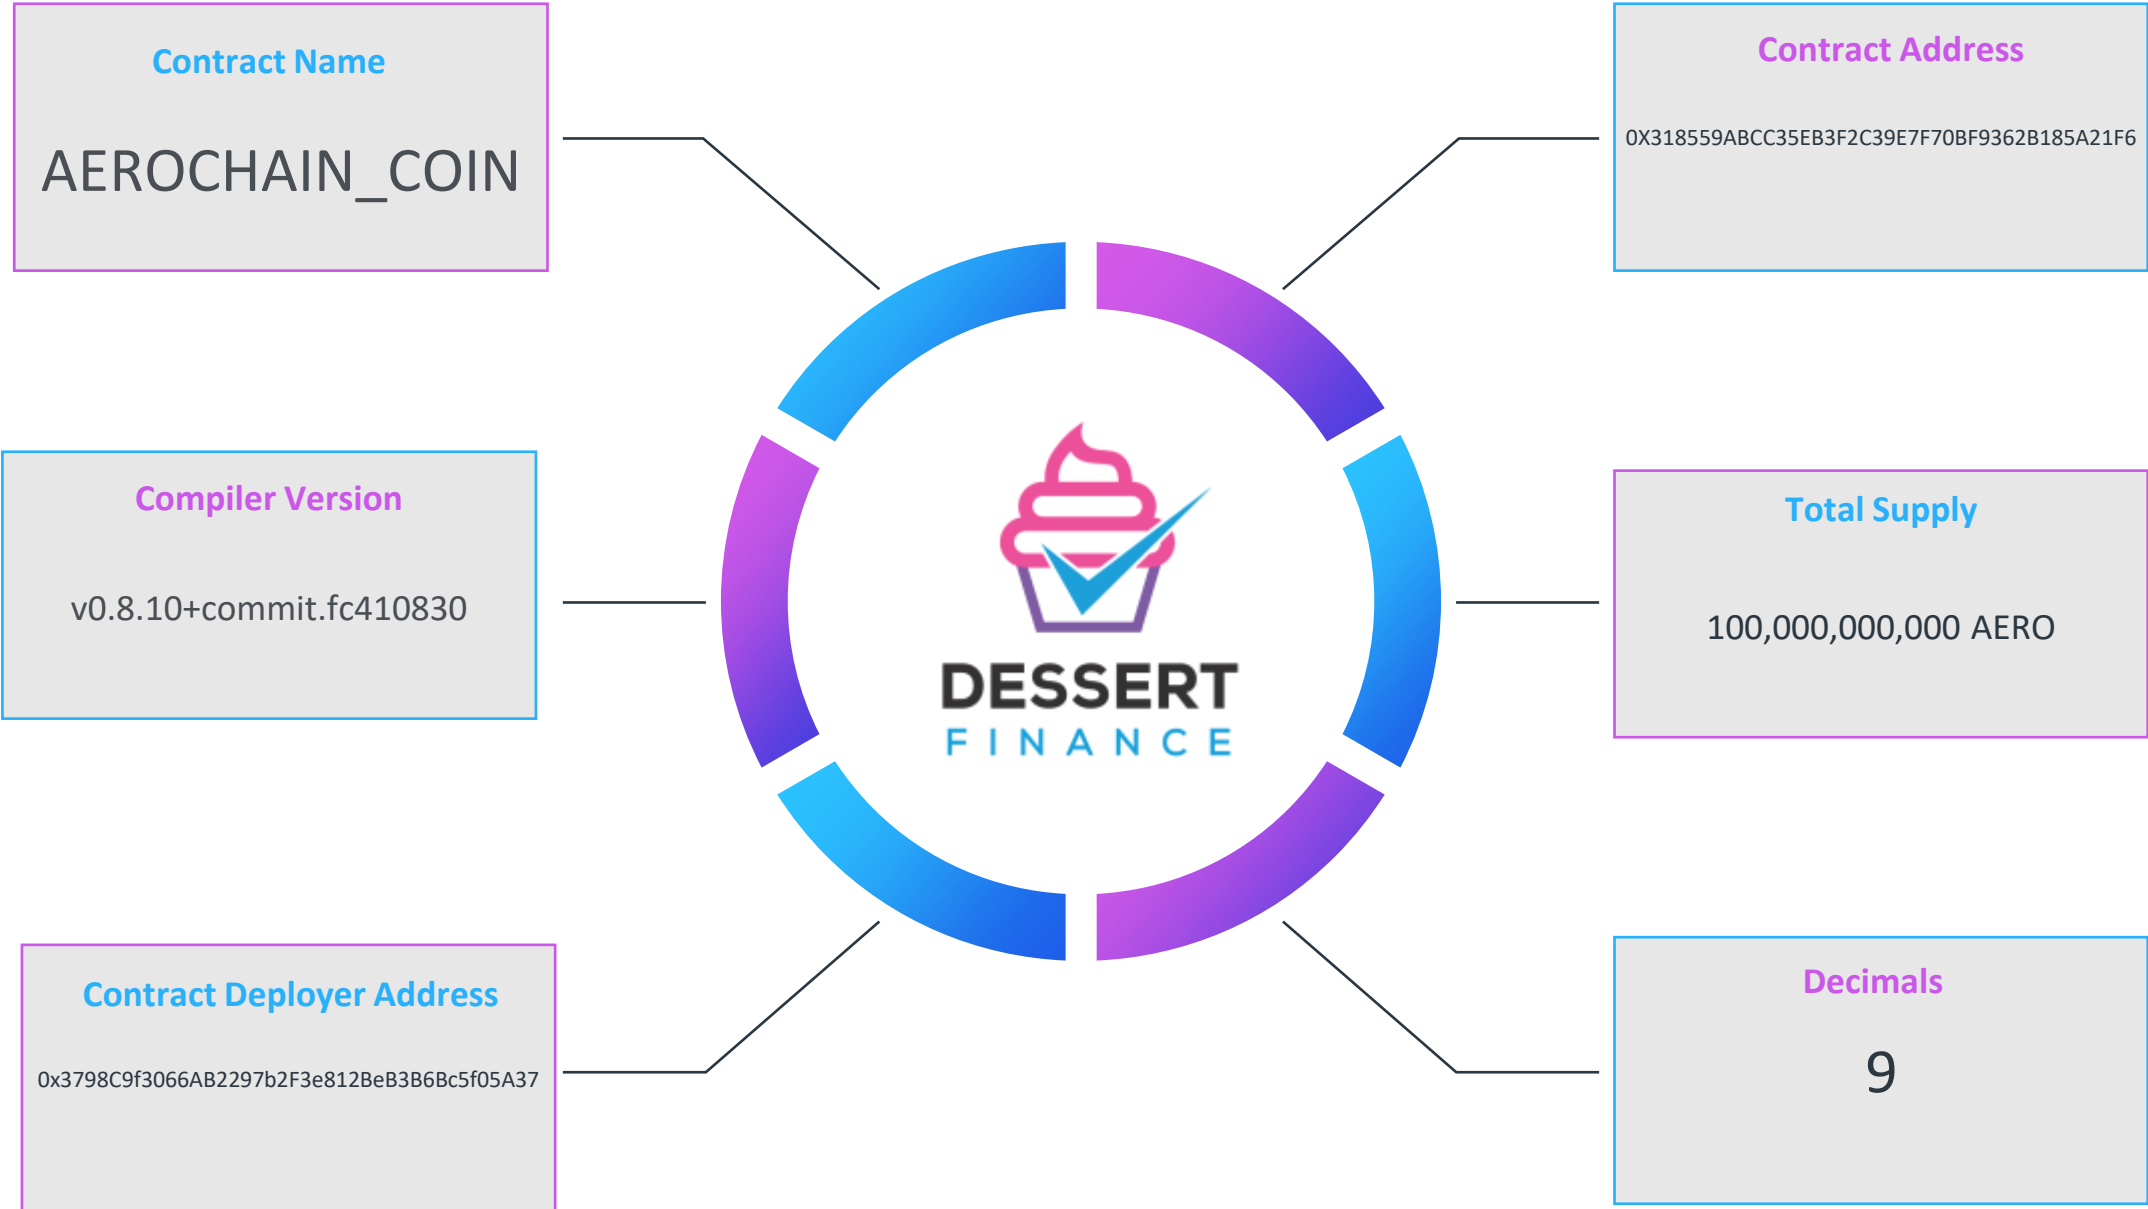 Contract Name
AEROCHAIN_COIN
Contract Address
0X318559ABCC35EB3F2C39E7F70BF9362B185A21F6
Compiler Version
v0.8.10+commit.fc410830
DESSERT
FINANCE
Total Supply
100,000,000,000 AERO
Contract Deployer Address
0x3798C9f3066AB2297b2F3e812BeB3B6Bc5f05A37
Decimals
9